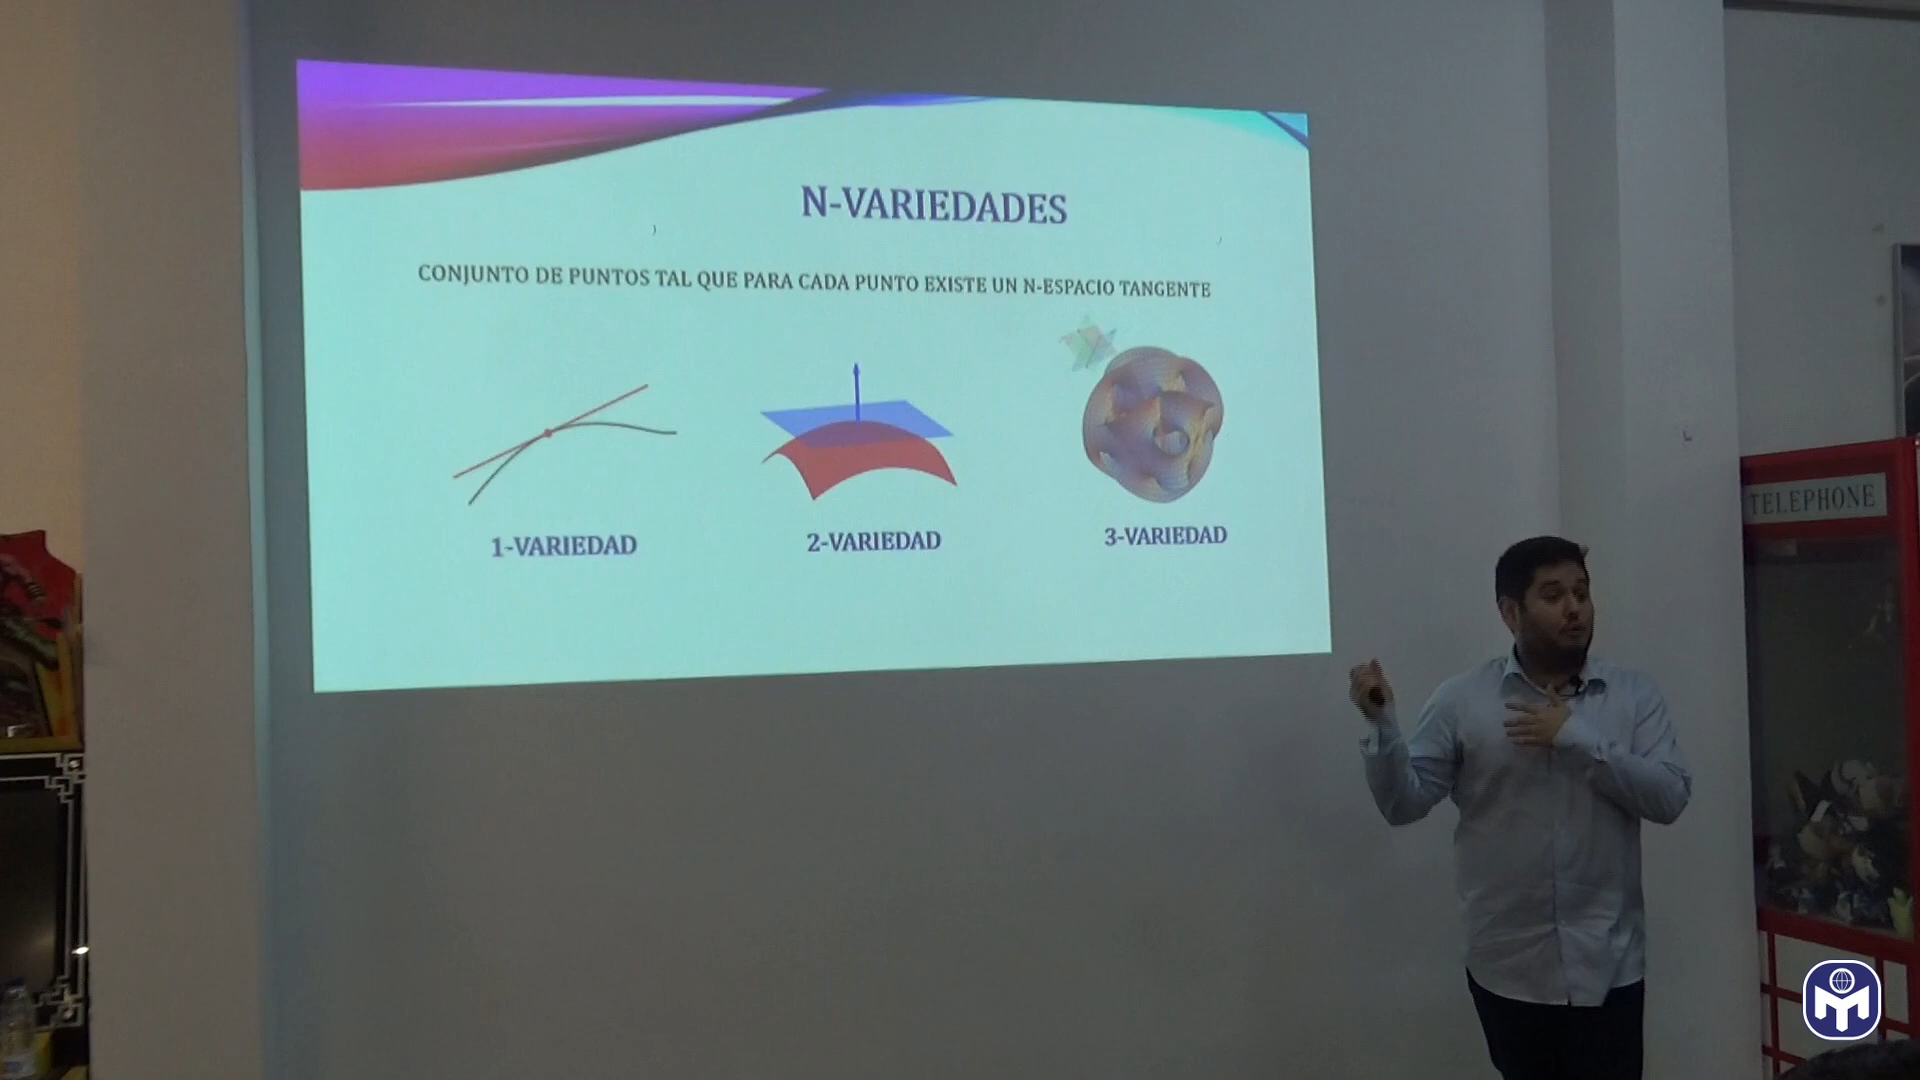 N-VARIEDADES
CONJUNTO DE PUNTOS TAL QUE PARA CADA PUNTO EXISTE UN N-ESPACIO TANGENTE
1-VARIEDAD
2-VARIEDAD
3-VARIEDAD
TELEPHONE